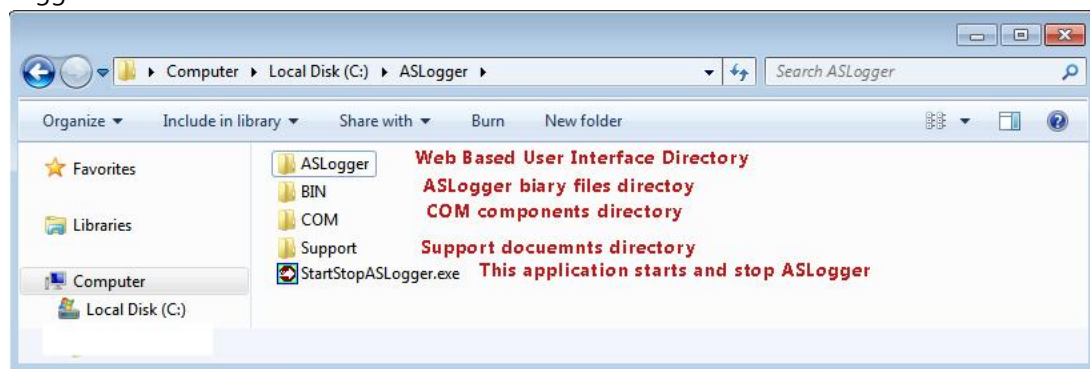 Computer ▸ Local Disk (C:) ▸ ASLogger ▸ Search ASLogger
Organize Include in library Share with Burn New folder
Favorites
Libraries
Computer
Local Disk (C:)
ASLogger Web Based User Interface Directory
BIN ASLogger biary files directoy
COM COM components directory
Support Support docuemnts directory
StartStopASLogger.exe This application starts and stop ASLogger